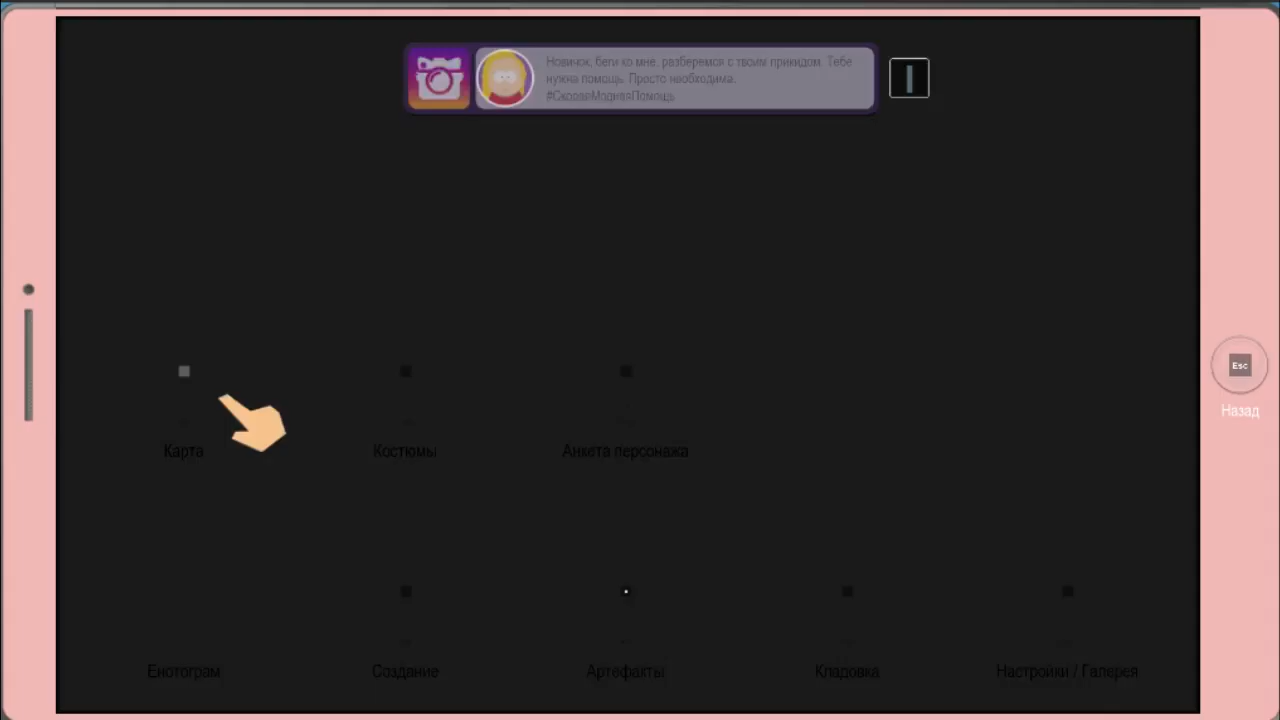 Новичок, беги ко мне, разберемся с твоим прикидом. Тебе
нужна помощь. Просто необходима.
#СкораяМоднаяПомощь
Esc
Назад
Карта
Костюмы
Анкета персонажа
Енотограм
Создание
Артефакты
Кладовка
Настройки / Галерея